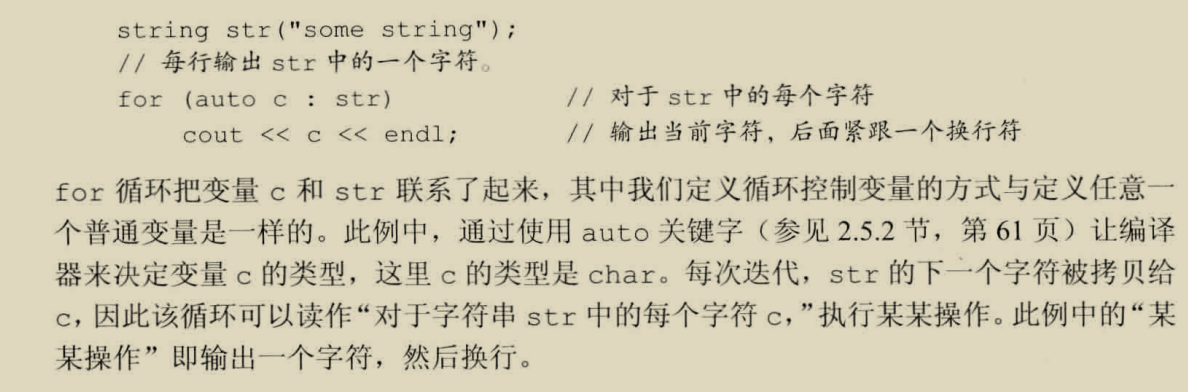 string str("some string");
// 每行输出 str 中的一个字符。
for (auto c : str)    // 对于 str 中的每个字符
    cout << c << endl;    // 输出当前字符，后面紧跟一个换行符
for 循环把变量 c 和 str 联系了起来，其中我们定义循环控制变量的方式与定义任意一
个普通变量是一样的。此例中，通过使用 auto 关键字（参见 2.5.2 节，第 61 页）让编译
器来决定变量 c 的类型，这里 c 的类型是 char。每次迭代，str 的下一个字符被拷贝给
c，因此该循环可以读作“对于字符串 str 中的每个字符 c，”执行某某操作。此例中的“某
某操作”即输出一个字符，然后换行。